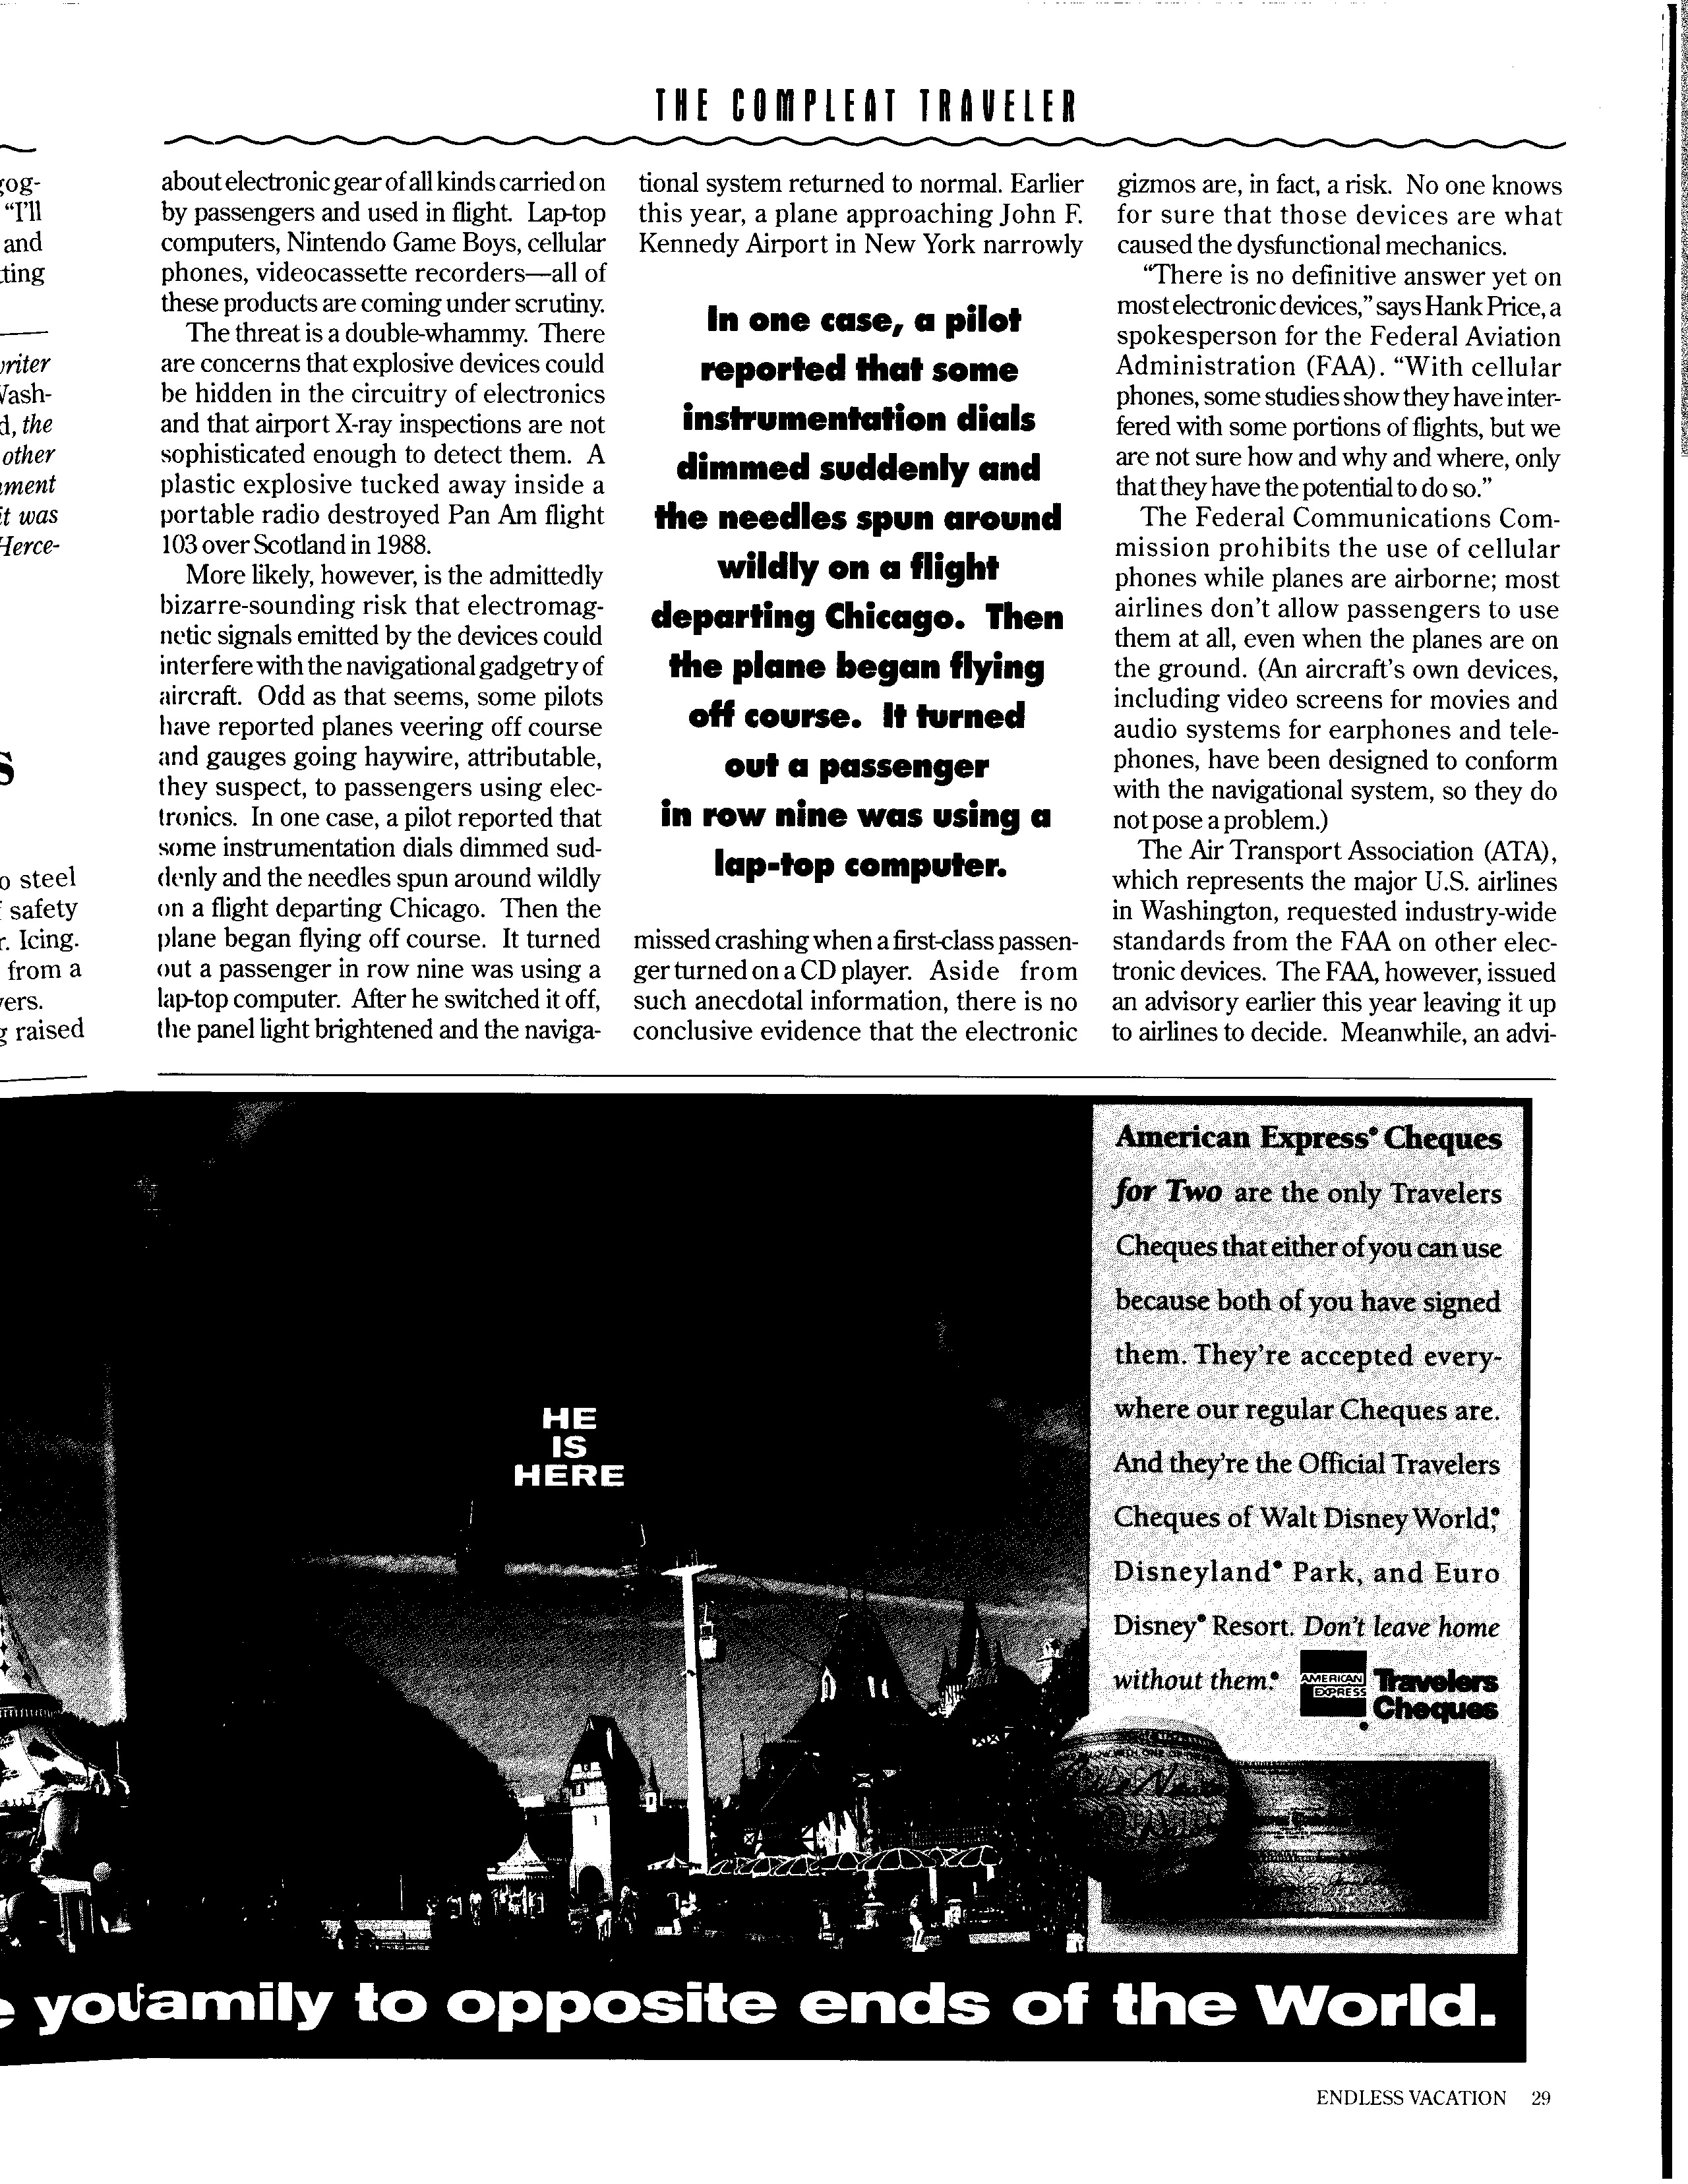 THE COMPLEAT TRAVELER
gog-
“I’ll
and
ting
writer
Wash-
d, the
other
nment
it was
Herce-
s
o steel
f safety
r. Icing.
from a
vers.
g raised
about electronic gear of all kinds carried on
by passengers and used in flight. Lap-top
computers, Nintendo Game Boys, cellular
phones, videocassette recorders—all of
these products are coming under scrutiny.
The threat is a double-whammy. There
are concerns that explosive devices could
be hidden in the circuitry of electronics
and that airport X-ray inspections are not
sophisticated enough to detect them. A
plastic explosive tucked away inside a
portable radio destroyed Pan Am flight
103 over Scotland in 1988.
More likely, however, is the admittedly
bizarre-sounding risk that electromag-
netic signals emitted by the devices could
interfere with the navigational gadgetry of
aircraft. Odd as that seems, some pilots
have reported planes veering off course
and gauges going haywire, attributable,
they suspect, to passengers using elec-
tronics. In one case, a pilot reported that
some instrumentation dials dimmed sud-
denly and the needles spun around wildly
on a flight departing Chicago. Then the
plane began flying off course. It turned
out a passenger in row nine was using a
lap-top computer. After he switched it off,
the panel light brightened and the naviga-
tional system returned to normal. Earlier
this year, a plane approaching John F.
Kennedy Airport in New York narrowly
In one case, a pilot
reported that some
instrumentation dials
dimmed suddenly and
the needles spun around
wildly on a flight
departing Chicago. Then
the plane began flying
off course. It turned
out a passenger
in row nine was using a
lap-top computer.
missed crashing when a first-class passen-
ger turned on a CD player. Aside from
such anecdotal information, there is no
conclusive evidence that the electronic
gizmos are, in fact, a risk. No one knows
for sure that those devices are what
caused the dysfunctional mechanics.
“There is no definitive answer yet on
most electronic devices,” says Hank Price, a
spokesperson for the Federal Aviation
Administration (FAA). “With cellular
phones, some studies show they have inter-
fered with some portions of flights, but we
are not sure how and why and where, only
that they have the potential to do so.”
The Federal Communications Com-
mission prohibits the use of cellular
phones while planes are airborne; most
airlines don’t allow passengers to use
them at all, even when the planes are on
the ground. (An aircraft’s own devices,
including video screens for movies and
audio systems for earphones and tele-
phones, have been designed to conform
with the navigational system, so they do
not pose a problem.)
The Air Transport Association (ATA),
which represents the major U.S. airlines
in Washington, requested industry-wide
standards from the FAA on other elec-
tronic devices. The FAA, however, issued
an advisory earlier this year leaving it up
to airlines to decide. Meanwhile, an advi-
HE
IS
HERE
American Express® Cheques
for Two are the only Travelers
Cheques that either of you can use
because both of you have signed
them. They’re accepted every-
where our regular Cheques are.
And they’re the Official Travelers
Cheques of Walt Disney World,®
Disneyland® Park, and Euro
Disney® Resort. Don’t leave home
without them.®
AMERICAN
EXPRESS
Travelers
Cheques
youfamily to opposite ends of the World.
ENDLESS VACATION 29